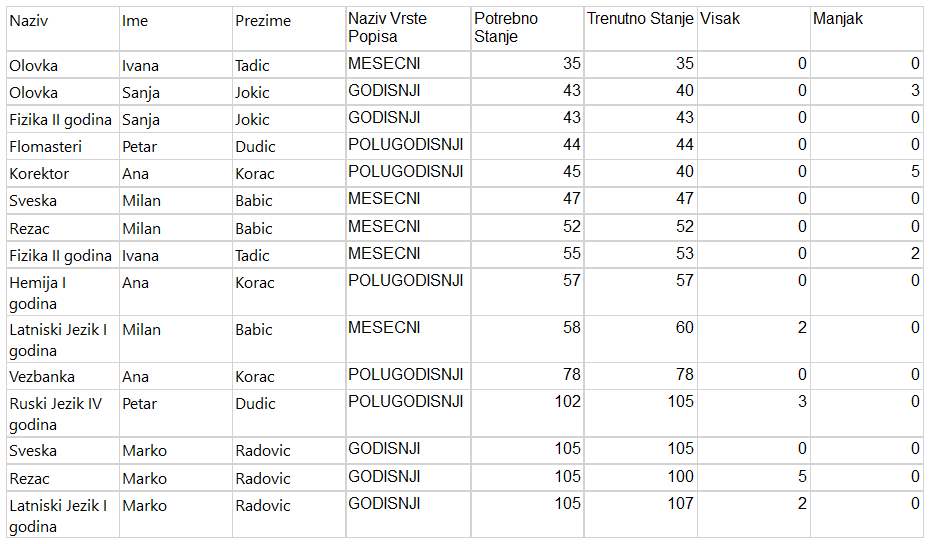 Naziv Ime Prezime Naziv Vrste Popisa Potrebno Stanje Trenutno Stanje Visak Manjak
Olovka Ivana Tadic MESECNI 35 35 0 0
Olovka Sanja Jokic GODISNJI 43 40 0 3
Fizika II godina Sanja Jokic GODISNJI 43 43 0 0
Flomasteri Petar Dudic POLUGODISNJI 44 44 0 0
Korektor Ana Korac POLUGODISNJI 45 40 0 5
Sveska Milan Babic MESECNI 47 47 0 0
Rezac Milan Babic MESECNI 52 52 0 0
Fizika II godina Ivana Tadic MESECNI 55 53 0 2
Hemija I godina Ana Korac POLUGODISNJI 57 57 0 0
Latniski Jezik I godina Milan Babic MESECNI 58 60 2 0
Vezbanka Ana Korac POLUGODISNJI 78 78 0 0
Ruski Jezik IV godina Petar Dudic POLUGODISNJI 102 105 3 0
Sveska Marko Radovic GODISNJI 105 105 0 0
Rezac Marko Radovic GODISNJI 105 100 5 0
Latniski Jezik I godina Marko Radovic GODISNJI 105 107 2 0